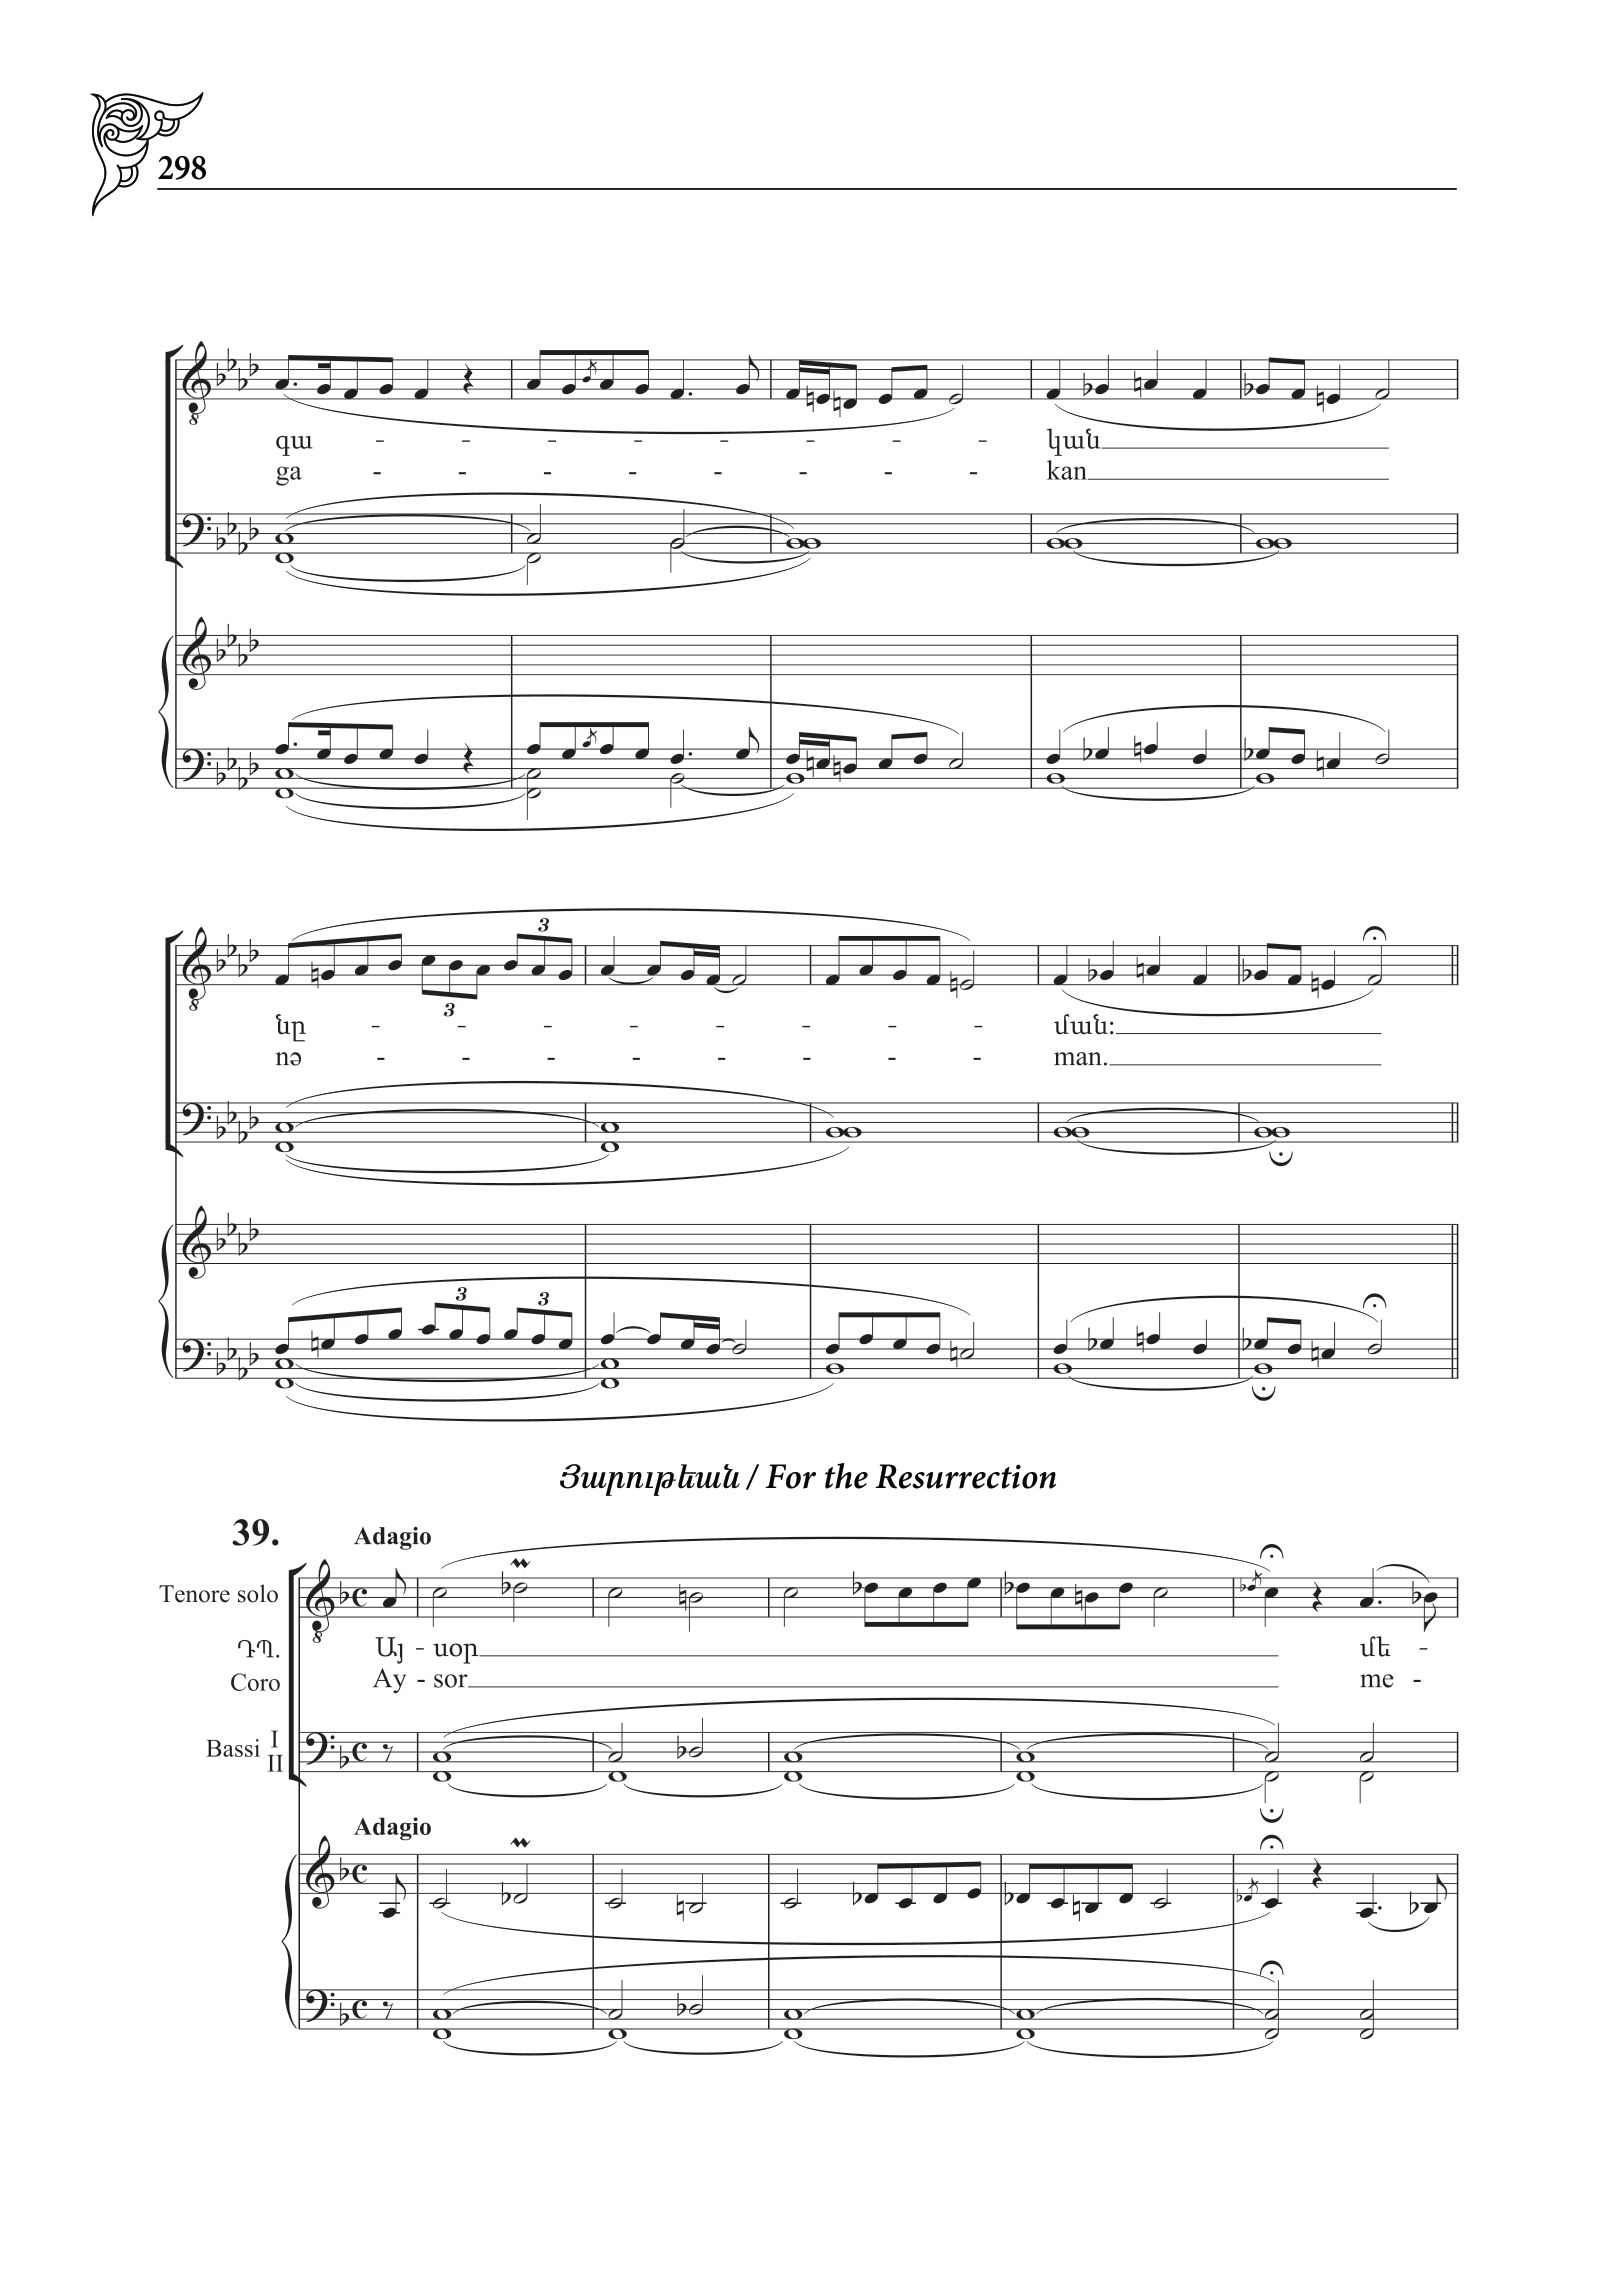 298
գա - - - - - - - -
ga - - - - - - - -
կան
kan
3
3
նը - - - - - - - -
nə - - - - - - - -
ման:
man.
3 3
Յարութեան / For the Resurrection
39. Adagio
Tenore solo
ԴՊ. Այ - սօր մե -
Coro Ay - sor me -
Bassi I
II
Adagio